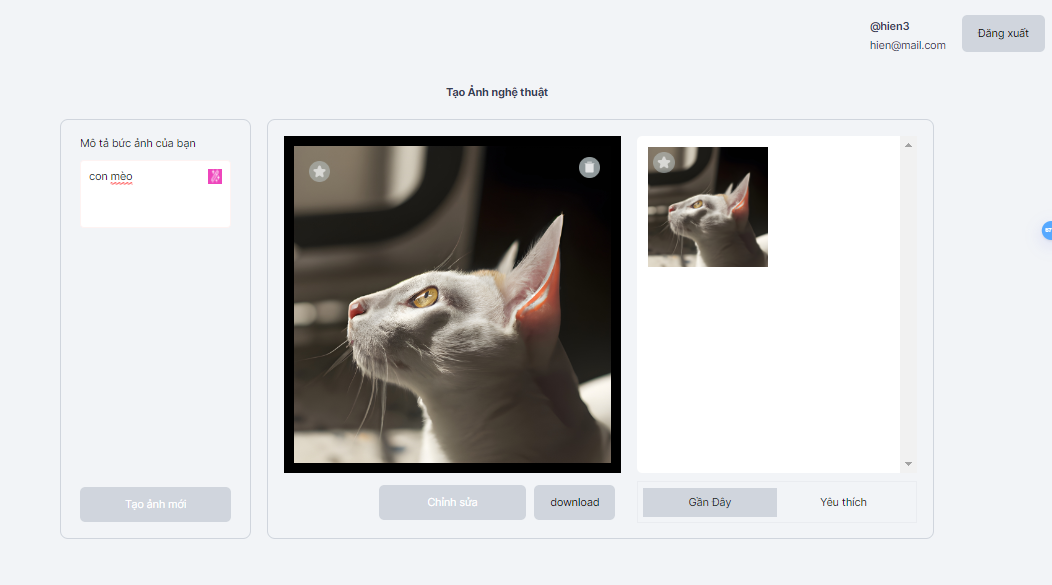 @hien3
hien@mail.com
Đăng xuất
Tạo Ảnh nghệ thuật
Mô tả bức ảnh của bạn
con mèo
Tạo ảnh mới
Chỉnh sửa
download
Gần Đây
Yêu thích